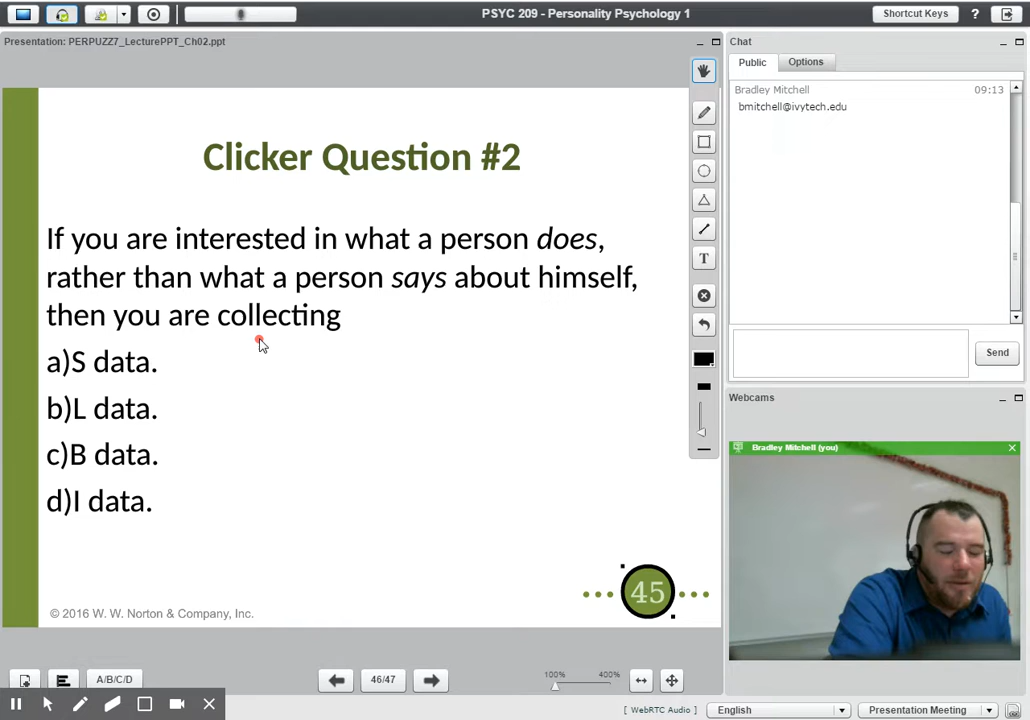 PSYC 209 - Personality Psychology 1
Shortcut Keys
?
Presentation: PERPUZZ7_LecturePPT_Ch02.ppt
Clicker Question #2
If you are interested in what a person does,
rather than what a person says about himself,
then you are collecting
a)S data.
b)L data.
c)B data.
d)I data.
45
© 2016 W. W. Norton & Company, Inc.
T
A/B/C/D
46/47
100%
400%
Chat
Public
Options
Bradley Mitchell
09:13
bmitchell@ivytech.edu
Send
Webcams
Bradley Mitchell (you)
[ WebRTC Audio ]
English
Presentation Meeting